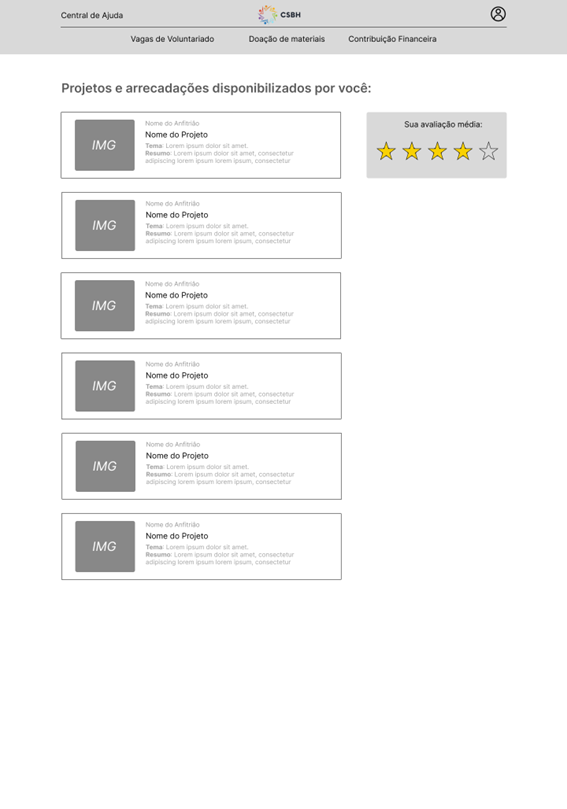 Central de Ajuda
CSBH
Vagas de Voluntariado
Doação de materiais
Contribuição Financeira
Projetos e arrecadações disponibilizados por você:
IMG
Nome do Anfitrião
Nome do Projeto
Tema: Lorem ipsum dolor sit amet.
Resumo: Lorem ipsum dolor sit amet, consectetur
adipiscing lorem ipsum lorem ipsum, consectetur
Sua avaliação média:
IMG
Nome do Anfitrião
Nome do Projeto
Tema: Lorem ipsum dolor sit amet.
Resumo: Lorem ipsum dolor sit amet, consectetur
adipiscing lorem ipsum lorem ipsum, consectetur
IMG
Nome do Anfitrião
Nome do Projeto
Tema: Lorem ipsum dolor sit amet.
Resumo: Lorem ipsum dolor sit amet, consectetur
adipiscing lorem ipsum lorem ipsum, consectetur
IMG
Nome do Anfitrião
Nome do Projeto
Tema: Lorem ipsum dolor sit amet.
Resumo: Lorem ipsum dolor sit amet, consectetur
adipiscing lorem ipsum lorem ipsum, consectetur
IMG
Nome do Anfitrião
Nome do Projeto
Tema: Lorem ipsum dolor sit amet.
Resumo: Lorem ipsum dolor sit amet, consectetur
adipiscing lorem ipsum lorem ipsum, consectetur
IMG
Nome do Anfitrião
Nome do Projeto
Tema: Lorem ipsum dolor sit amet.
Resumo: Lorem ipsum dolor sit amet, consectetur
adipiscing lorem ipsum lorem ipsum, consectetur